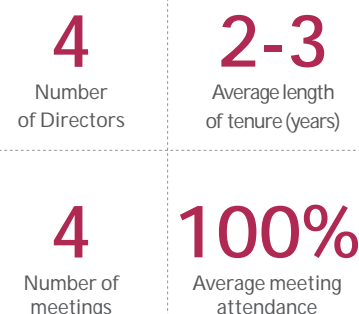 4
Number
of Directors
2-3
Average length
of tenure (years)
4
Number of
meetings
100%
Average meeting
attendance